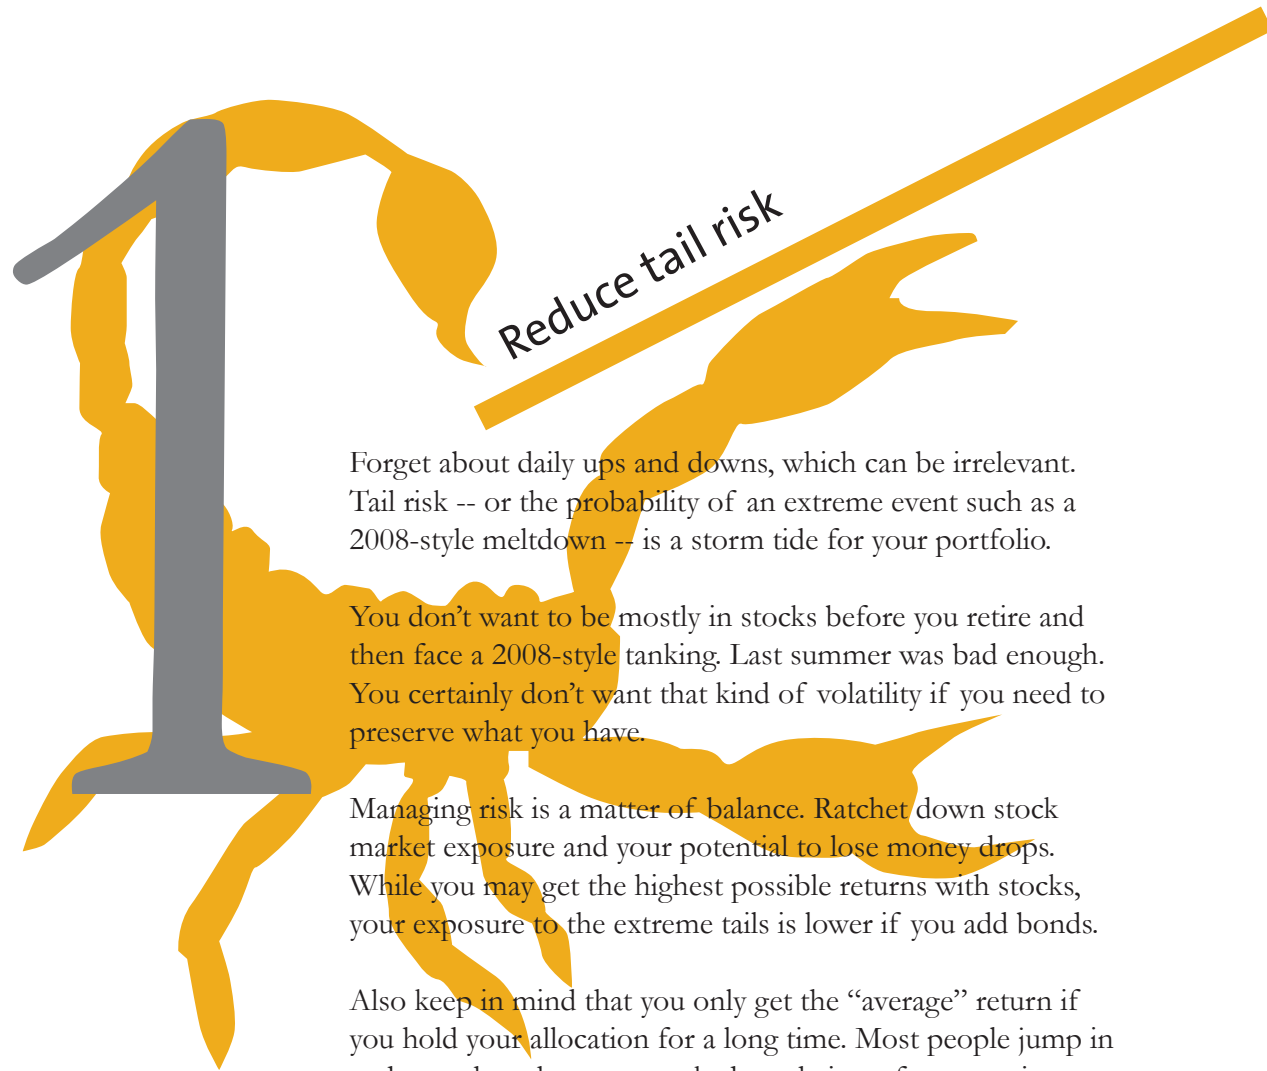 1
Reduce tail risk
Forget about daily ups and downs, which can be irrelevant.
Tail risk -- or the probability of an extreme event such as a
2008-style meltdown -- is a storm tide for your portfolio.
You don’t want to be mostly in stocks before you retire and
then face a 2008-style tanking. Last summer was bad enough.
You certainly don’t want that kind of volatility if you need to
preserve what you have.
Managing risk is a matter of balance. Ratchet down stock
market exposure and your potential to lose money drops.
While you may get the highest possible returns with stocks,
your exposure to the extreme tails is lower if you add bonds.
Also keep in mind that you only get the “average” return if
you hold your allocation for a long time. Most people jump in